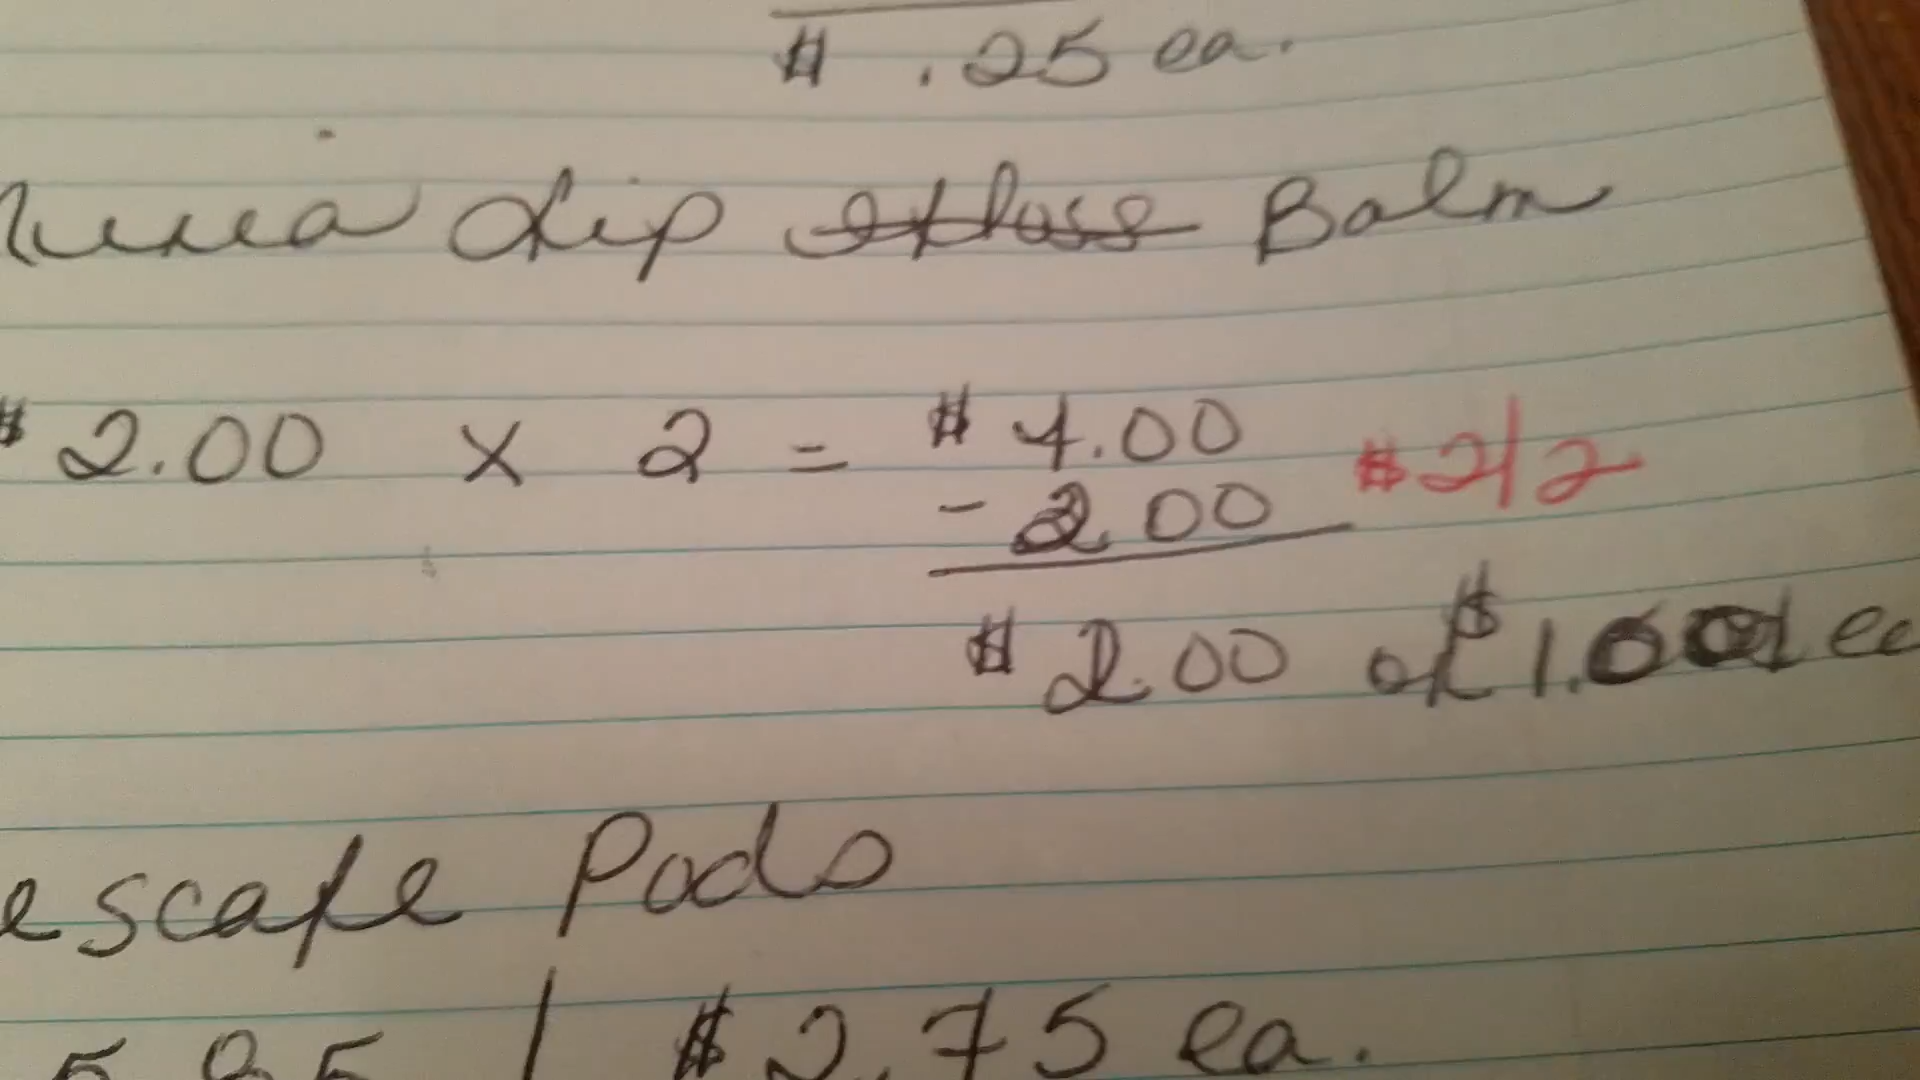 $ .25 ea.
Lip Balm
$ 2.00 x 2 = $ 4.00
- 2.00 $2/2
$ 2.00 or $1.00 ea
escape Pods
$2.75 ea.